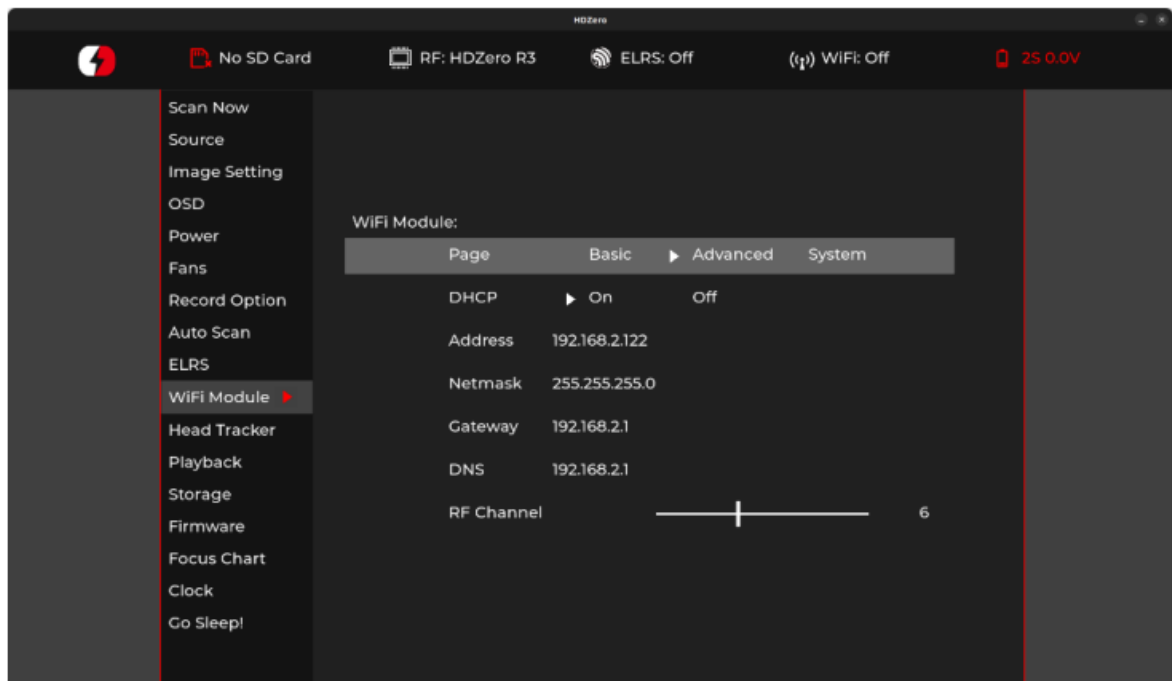 HDZero
No SD Card RF: HDZero R3 ELRS: Off WiFi: Off 2S 0.0V
Scan Now
Source
Image Setting
OSD
Power
Fans
Record Option
Auto Scan
ELRS
WiFi Module
Head Tracker
Playback
Storage
Firmware
Focus Chart
Clock
Go Sleep!
WiFi Module:
Page Basic Advanced System
DHCP On Off
Address 192.168.2.122
Netmask 255.255.255.0
Gateway 192.168.2.1
DNS 192.168.2.1
RF Channel 6